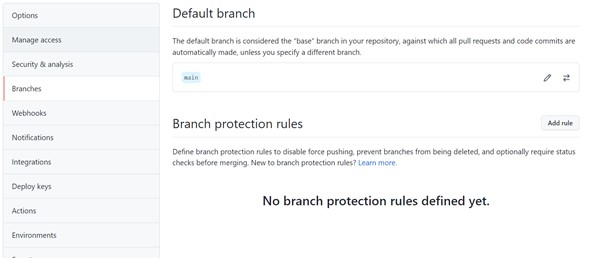 Options
Manage access
Security & analysis
Branches
Webhooks
Notifications
Integrations
Deploy keys
Actions
Environments
Default branch
The default branch is considered the "base" branch in your repository, against which all pull requests and code commits are
automatically made, unless you specify a different branch.
main
Branch protection rules
Add rule
Define branch protection rules to disable force pushing, prevent branches from being deleted, and optionally require status
checks before merging. New to branch protection rules? Learn more.
No branch protection rules defined yet.